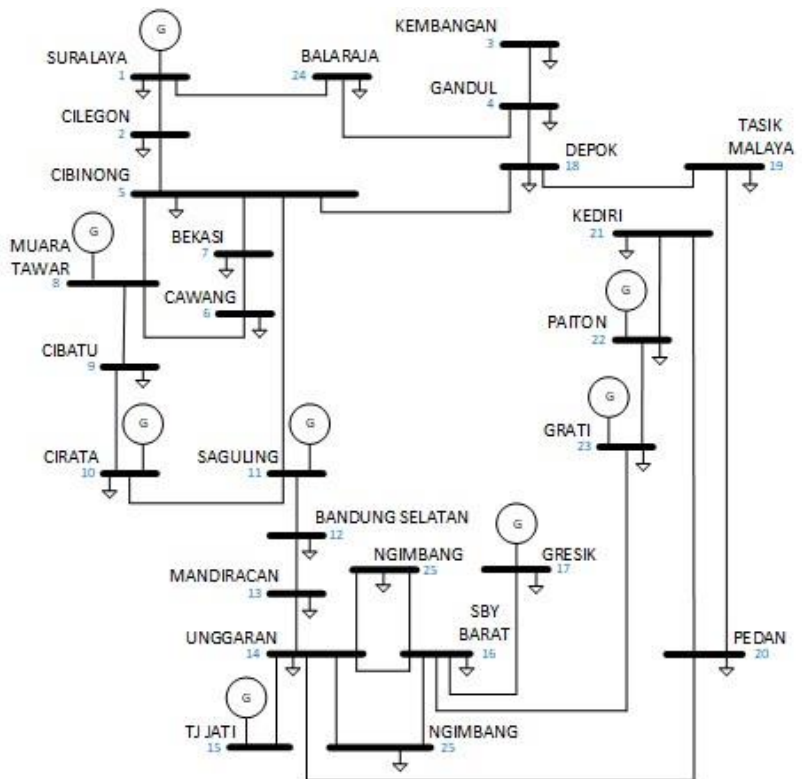 G
SURALAYA
1
BALARAJA
24
KEMBANGAN
3
GANDUL
4
CILEGON
2
CIBINONG
5
DEPOK
18
TASIK
MALAYA
19
G
MUARA
TAWAR
8
BEKASI
7
CAWANG
6
KEDIRI
21
G
PAITON
22
CIBATU
9
G
CIRATA
10
G
SAGULING
11
G
GRATI
23
BANDUNG SELATAN
12
MANDIRACAN
13
NGIMBANG
25
G
GRESIK
17
UNGGARAN
14
SBY
BARAT
16
PEDAN
20
G
TJ JATI
15
NGIMBANG
25